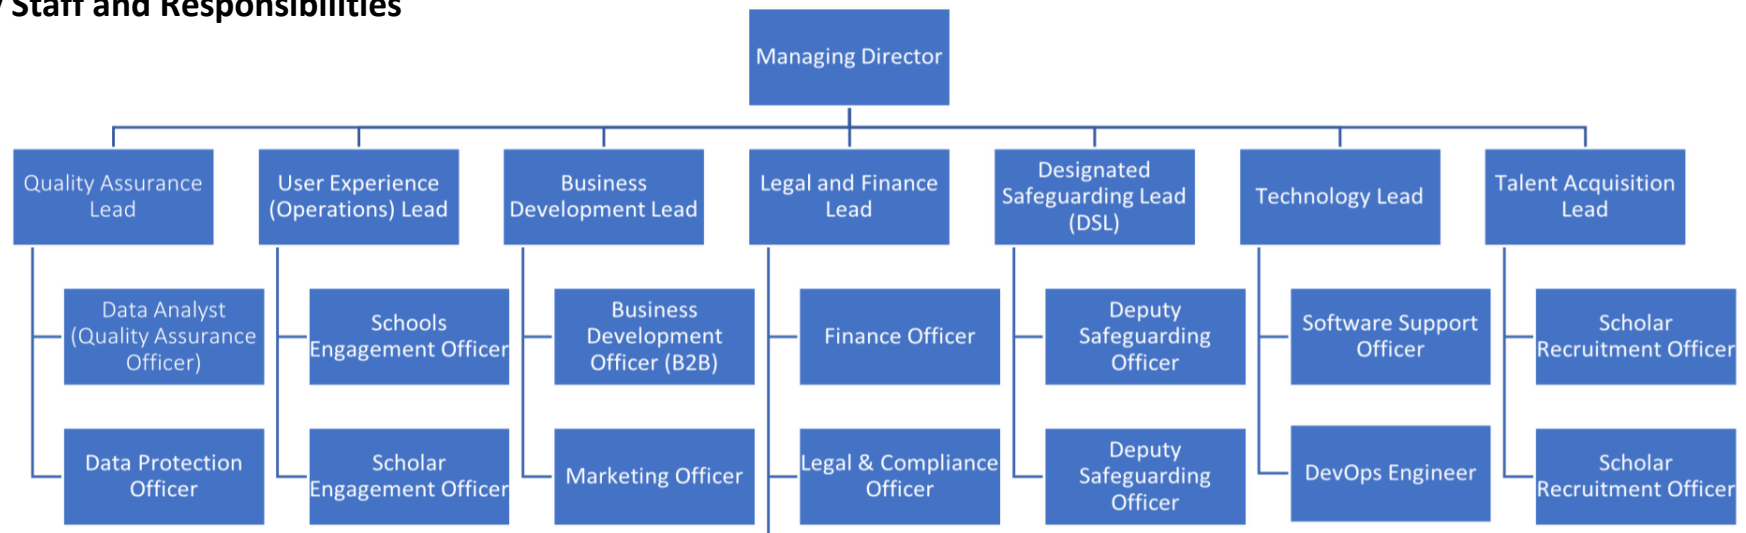 Staff and Responsibilities
Managing Director
Quality Assurance
Lead
User Experience
(Operations) Lead
Business
Development Lead
Legal and Finance
Lead
Designated
Safeguarding Lead
(DSL)
Technology Lead
Talent Acquisition
Lead
Data Analyst
(Quality Assurance
Officer)
Schools
Engagement Officer
Business
Development
Officer (B2B)
Finance Officer
Deputy
Safeguarding
Officer
Software Support
Officer
Scholar
Recruitment Officer
Data Protection
Officer
Scholar
Engagement Officer
Marketing Officer
Legal & Compliance
Officer
Deputy
Safeguarding
Officer
DevOps Engineer
Scholar
Recruitment Officer